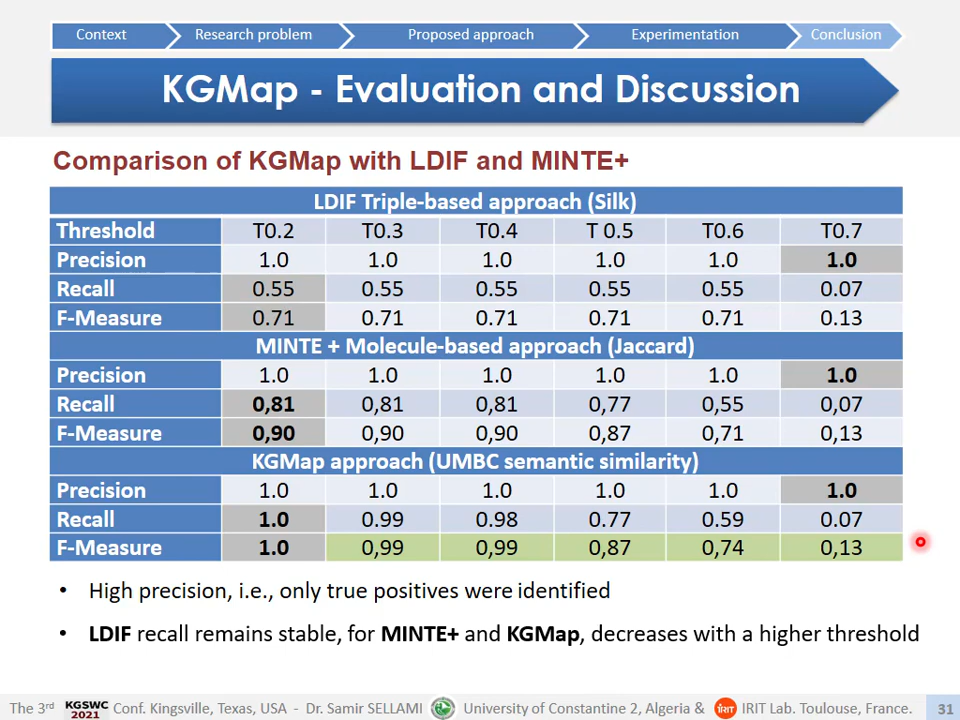 Context Research problem Proposed approach Experimentation Conclusion
KGMap - Evaluation and Discussion
Comparison of KGMap with LDIF and MINTE+
LDIF Triple-based approach (Silk)
Threshold T0.2 T0.3 T0.4 T 0.5 T0.6 T0.7
Precision 1.0 1.0 1.0 1.0 1.0 1.0
Recall 0.55 0.55 0.55 0.55 0.55 0.07
F-Measure 0.71 0.71 0.71 0.71 0.71 0.13
MINTE + Molecule-based approach (Jaccard)
Precision 1.0 1.0 1.0 1.0 1.0 1.0
Recall 0,81 0,81 0,81 0,77 0,55 0,07
F-Measure 0,90 0,90 0,90 0,87 0,71 0,13
KGMap approach (UMBC semantic similarity)
Precision 1.0 1.0 1.0 1.0 1.0 1.0
Recall 1.0 0.99 0.98 0.77 0.59 0.07
F-Measure 1.0 0,99 0,99 0,87 0,74 0,13
• High precision, i.e., only true positives were identified
• LDIF recall remains stable, for MINTE+ and KGMap, decreases with a higher threshold
The 3rd KGSWC 2021 Conf. Kingsville, Texas, USA - Dr. Samir SELLAMI University of Constantine 2, Algeria & IRIT IRIT Lab. Toulouse, France. 31